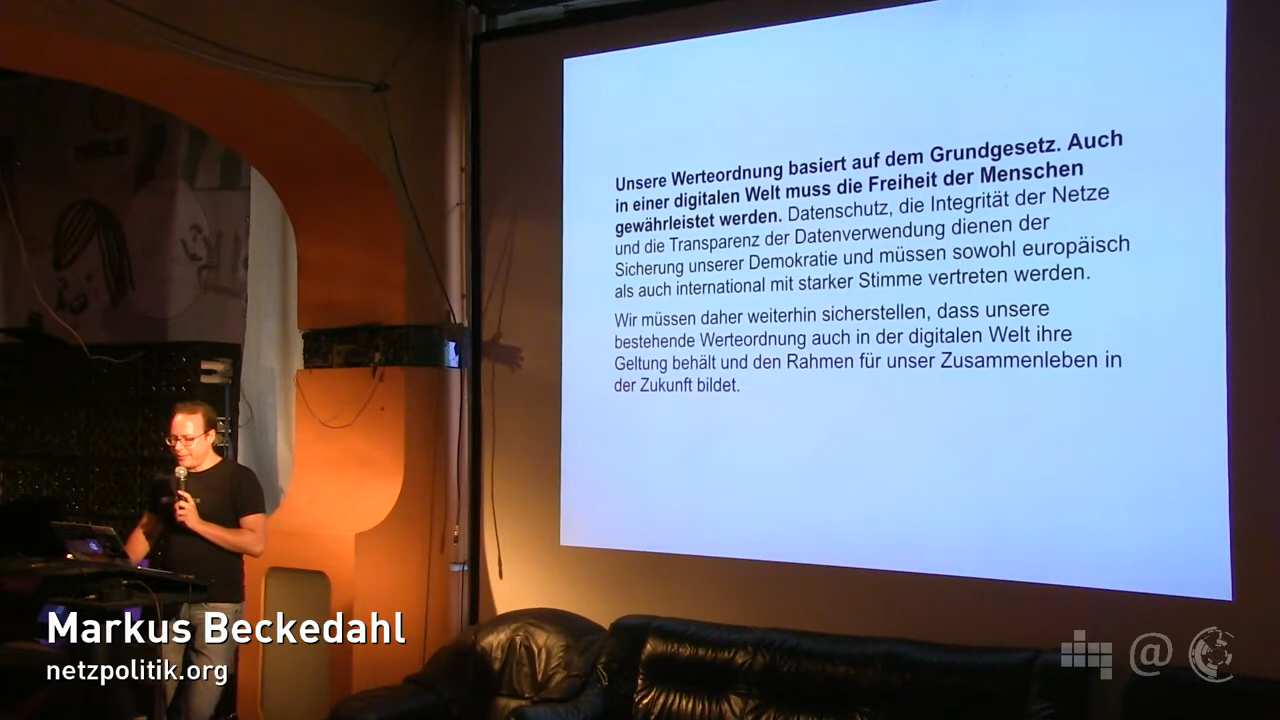 Unsere Werteordnung basiert auf dem Grundgesetz. Auch
in einer digitalen Welt muss die Freiheit der Menschen
gewährleistet werden. Datenschutz, die Integrität der Netze
und die Transparenz der Datenverwendung dienen der
Sicherung unserer Demokratie und müssen sowohl europäisch
als auch international mit starker Stimme vertreten werden.
Wir müssen daher weiterhin sicherstellen, dass unsere
bestehende Werteordnung auch in der digitalen Welt ihre
Geltung behält und den Rahmen für unser Zusammenleben in
der Zukunft bildet.
Markus Beckedahl
netzpolitik.org
@